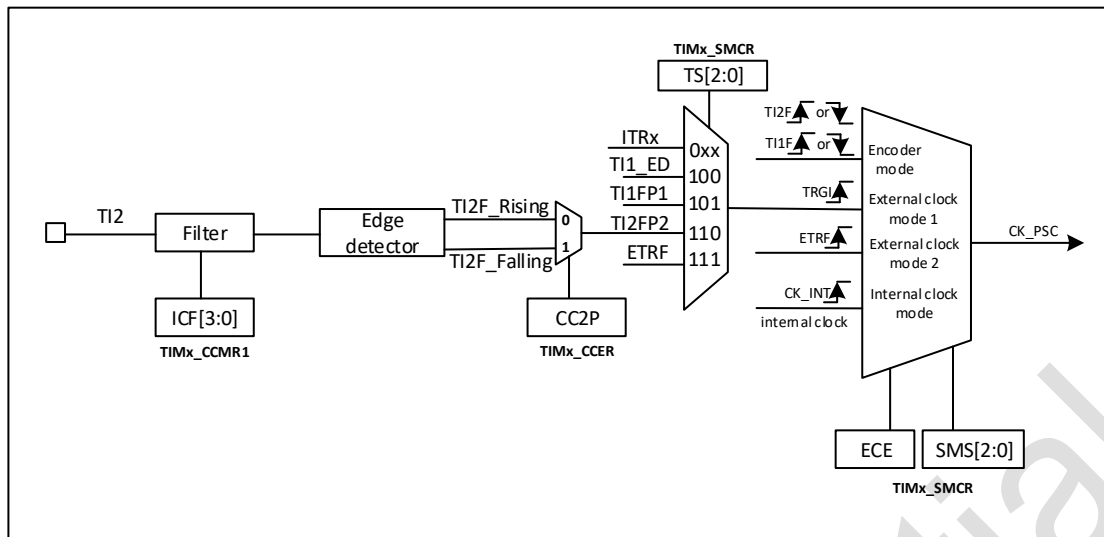 TIMx_SMCR
TS[2:0]
TI2F or
TI1F or
Encoder
mode
ITRx
0xx
TI1_ED
100
TI1FP1
101
TRGI
External clock
mode 1
TI2
Filter
Edge
detector
TI2F_Rising
0
TI2FP2
110
ETRF
External clock
mode 2
CK_PSC
1
TI2F_Falling
ETRF
111
CK_INT
Internal clock
mode
internal clock
ICF[3:0]
TIMx_CCMR1
CC2P
TIMx_CCER
ECE
SMS[2:0]
TIMx_SMCR